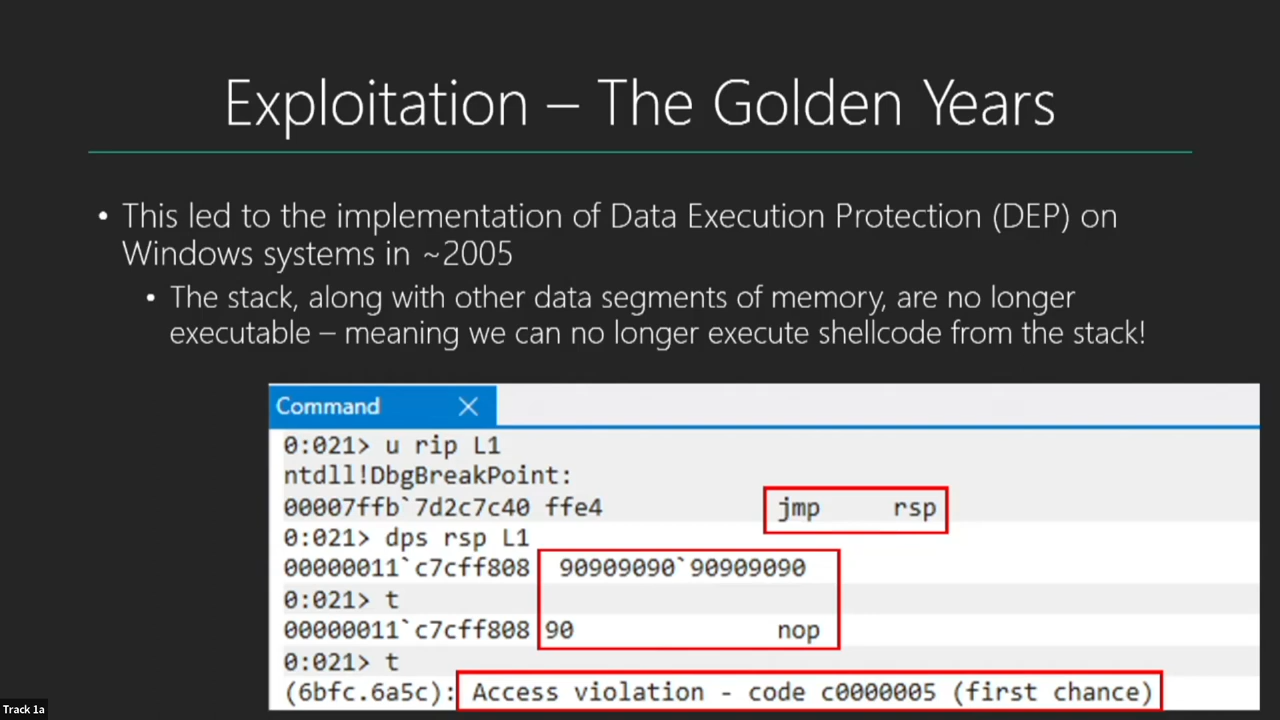 Exploitation – The Golden Years
• This led to the implementation of Data Execution Protection (DEP) on
Windows systems in ~2005
• The stack, along with other data segments of memory, are no longer
executable – meaning we can no longer execute shellcode from the stack!
Command
0:021> u rip L1
ntdll!DbgBreakPoint:
00007ffb`7d2c7c40 ffe4 jmp rsp
0:021> dps rsp L1
00000011`c7cff808 90909090`90909090
0:021> t
00000011`c7cff808 90 nop
0:021> t
(6bfc.6a5c): Access violation - code c0000005 (first chance)
Track 1a